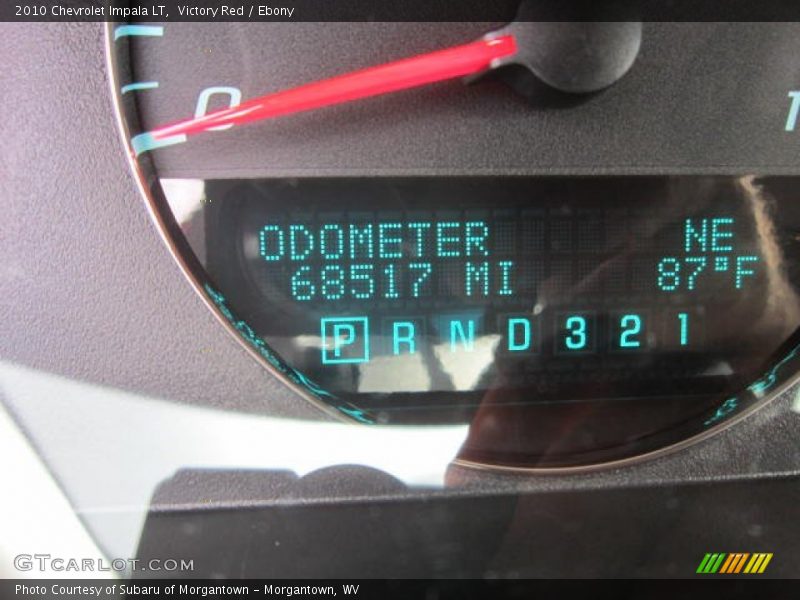 2010 Chevrolet Impala LT, Victory Red / Ebony
0
1
ODOMETER NE
68517 MI 87°F
P R N D 3 2 1
GTCARLOT.COM
Photo Courtesy of Subaru of Morgantown - Morgantown, WV